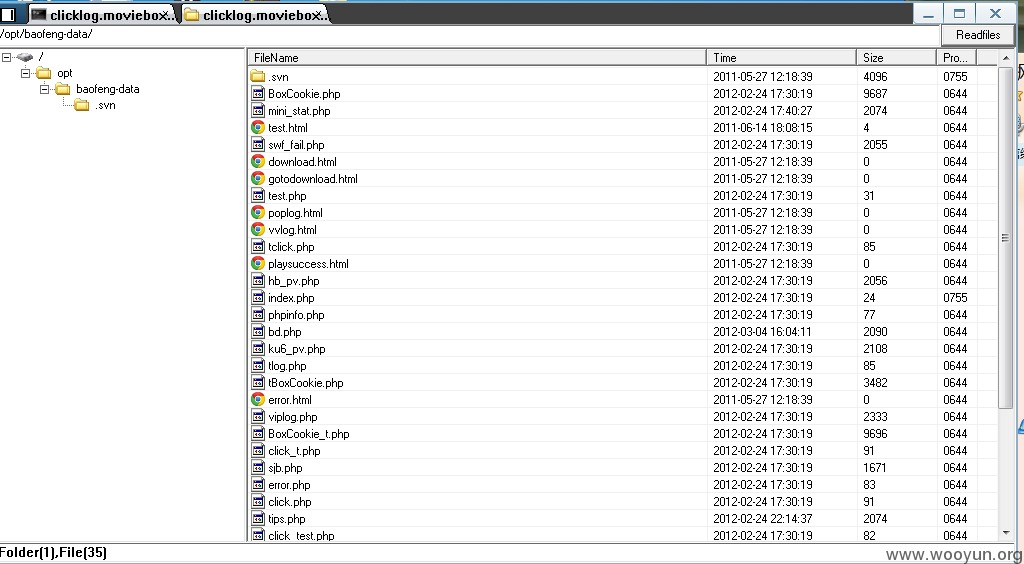 clicklog.moviebox... clicklog.moviebox...
/opt/baofeng-data/ Readfiles
/
opt
baofeng-data
.svn
FileName Time Size Pro...
.svn 2011-05-27 12:18:39 4096 0755
BoxCookie.php 2012-02-24 17:30:19 9687 0644
mini_stat.php 2012-02-24 17:40:27 2074 0644
test.html 2011-06-14 18:08:15 4 0644
swf_fail.php 2012-02-24 17:30:19 2055 0644
download.html 2011-05-27 12:18:39 0 0644
gotodownload.html 2011-05-27 12:18:39 0 0644
test.php 2012-02-24 17:30:19 31 0644
poplog.html 2011-05-27 12:18:39 0 0644
vvlog.html 2011-05-27 12:18:39 0 0644
tclick.php 2012-02-24 17:30:19 85 0644
playsuccess.html 2011-05-27 12:18:39 0 0644
hb_pv.php 2012-02-24 17:30:19 2056 0644
index.php 2012-02-24 17:30:19 24 0755
phpinfo.php 2012-02-24 17:30:19 77 0644
bd.php 2012-03-04 16:04:11 2090 0644
ku6_pv.php 2012-02-24 17:30:19 2108 0644
tlog.php 2012-02-24 17:30:19 85 0644
tBoxCookie.php 2012-02-24 17:30:19 3482 0644
error.html 2011-05-27 12:18:39 0 0644
viplog.php 2012-02-24 17:30:19 2333 0644
BoxCookie_t.php 2012-02-24 17:30:19 9696 0644
click_t.php 2012-02-24 17:30:19 91 0644
sjb.php 2012-02-24 17:30:19 1671 0644
error.php 2012-02-24 17:30:19 83 0644
click.php 2012-02-24 17:30:19 91 0644
tips.php 2012-02-24 22:14:37 2074 0644
click_test.php 2012-02-24 17:30:19 82 0644
Folder(1),File(35)
www.wooyun.org